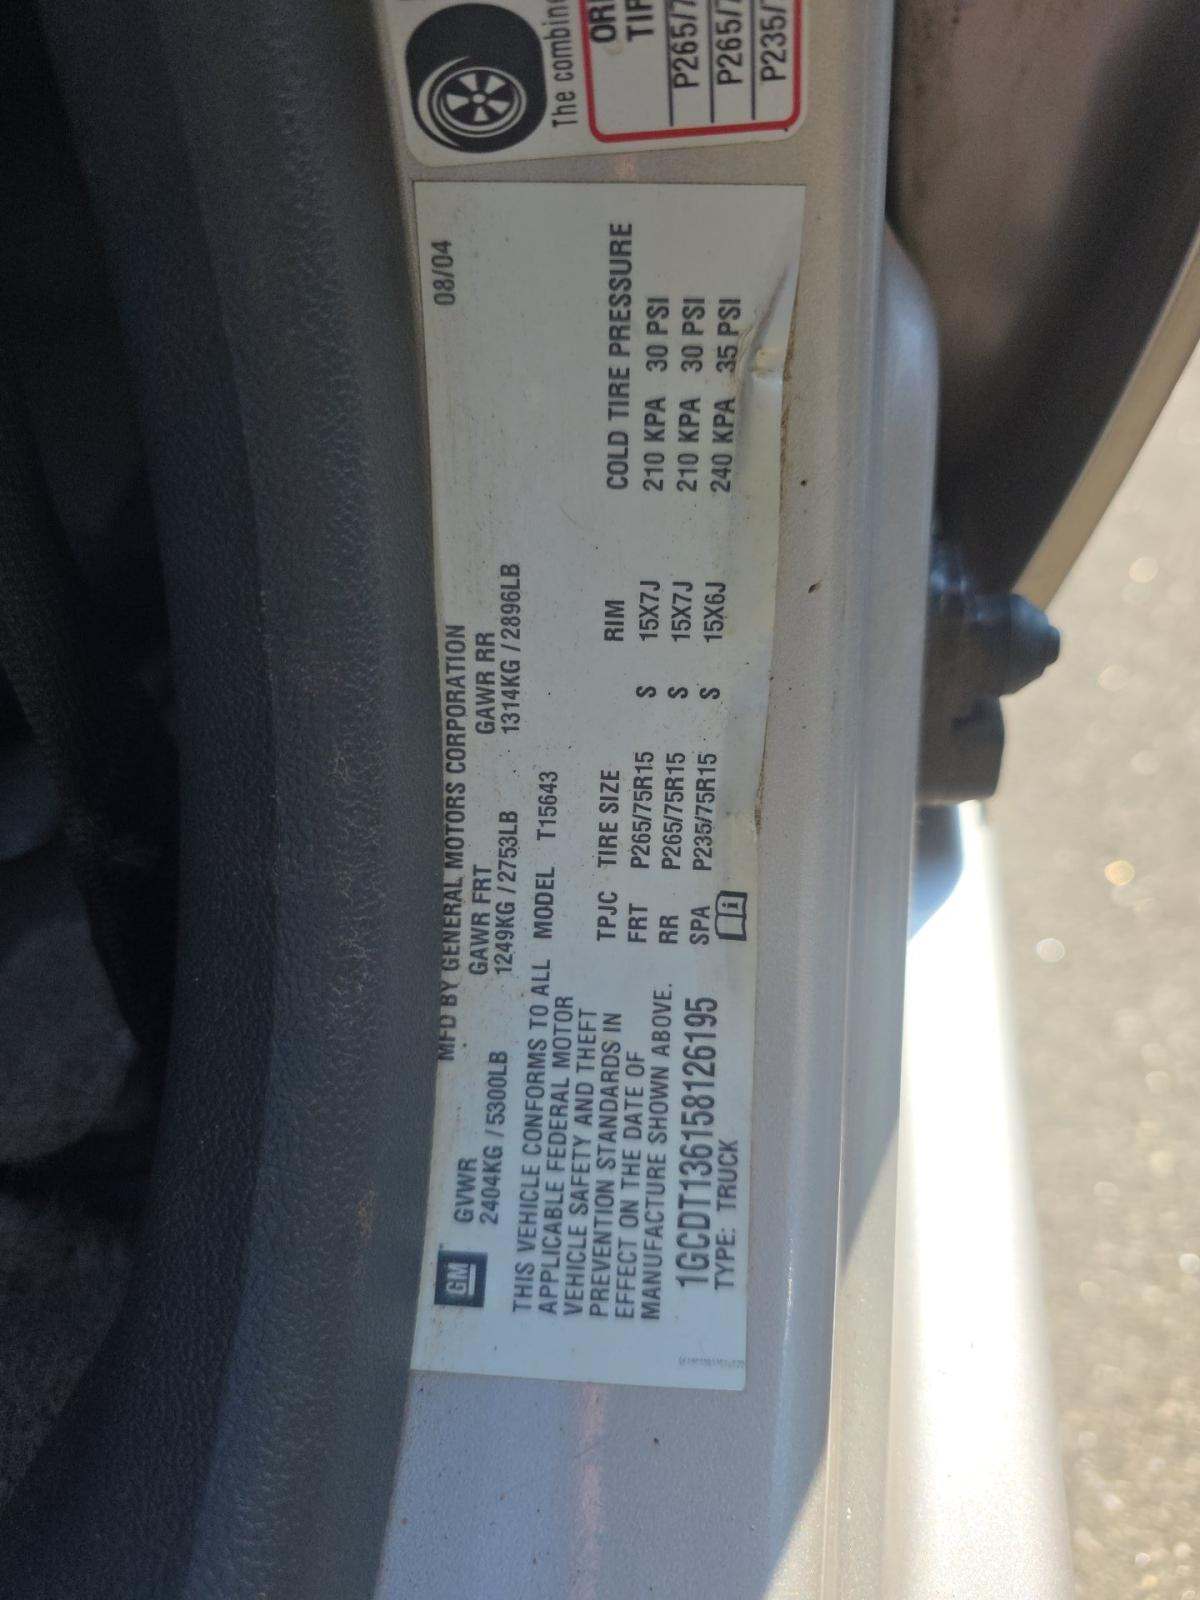 The combine
ORI
TIR
P265/7
P265/7
P235/7
GM
MFD BY GENERAL MOTORS CORPORATION 08/04
GVWR GAWR FRT GAWR RR
2404KG / 5300LB 1249KG / 2753LB 1314KG / 2896LB
THIS VEHICLE CONFORMS TO ALL
APPLICABLE FEDERAL MOTOR
VEHICLE SAFETY AND THEFT
PREVENTION STANDARDS IN
EFFECT ON THE DATE OF
MANUFACTURE SHOWN ABOVE.
1GCDT136158126195
TYPE: TRUCK
MODEL T15643
TPJC TIRE SIZE RIM COLD TIRE PRESSURE
FRT P265/75R15 S 15X7J 210 KPA 30 PSI
RR P265/75R15 S 15X7J 210 KPA 30 PSI
SPA P235/75R15 S 15X6J 240 KPA 35 PSI